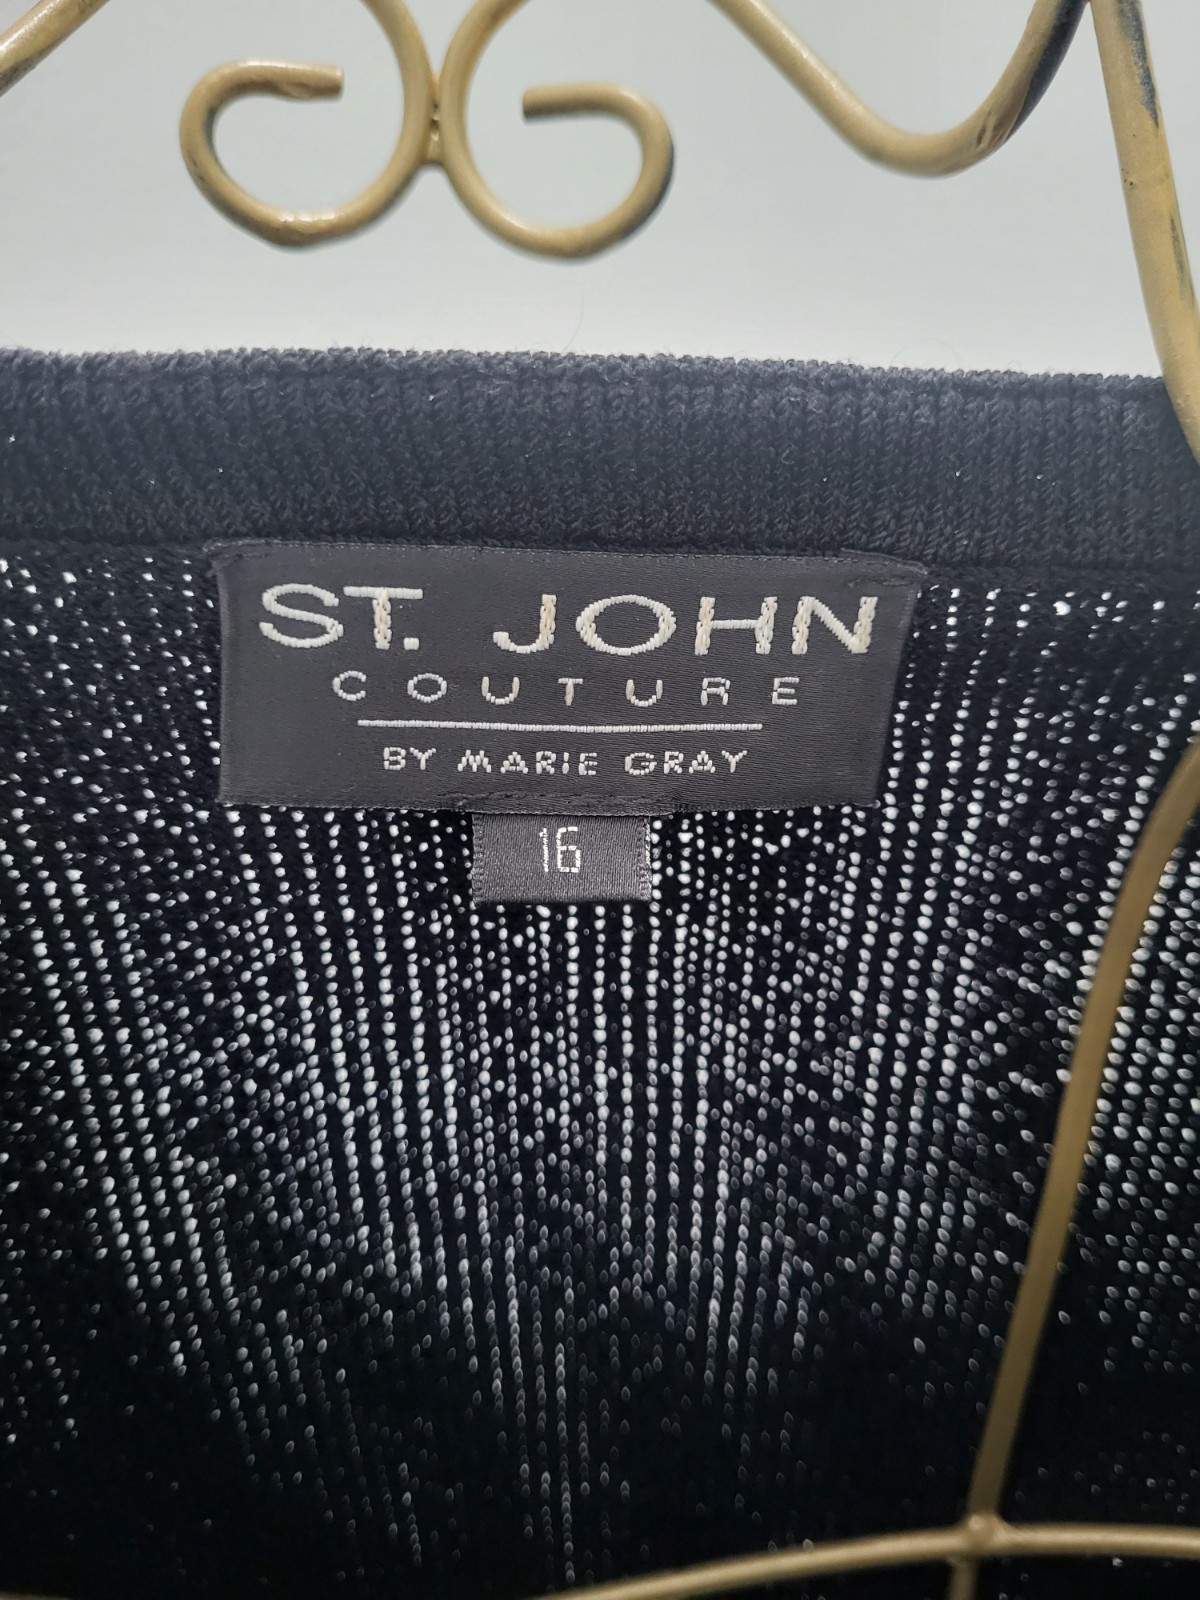 ST. JOHN
COUTURE
BY MARIE GRAY
16